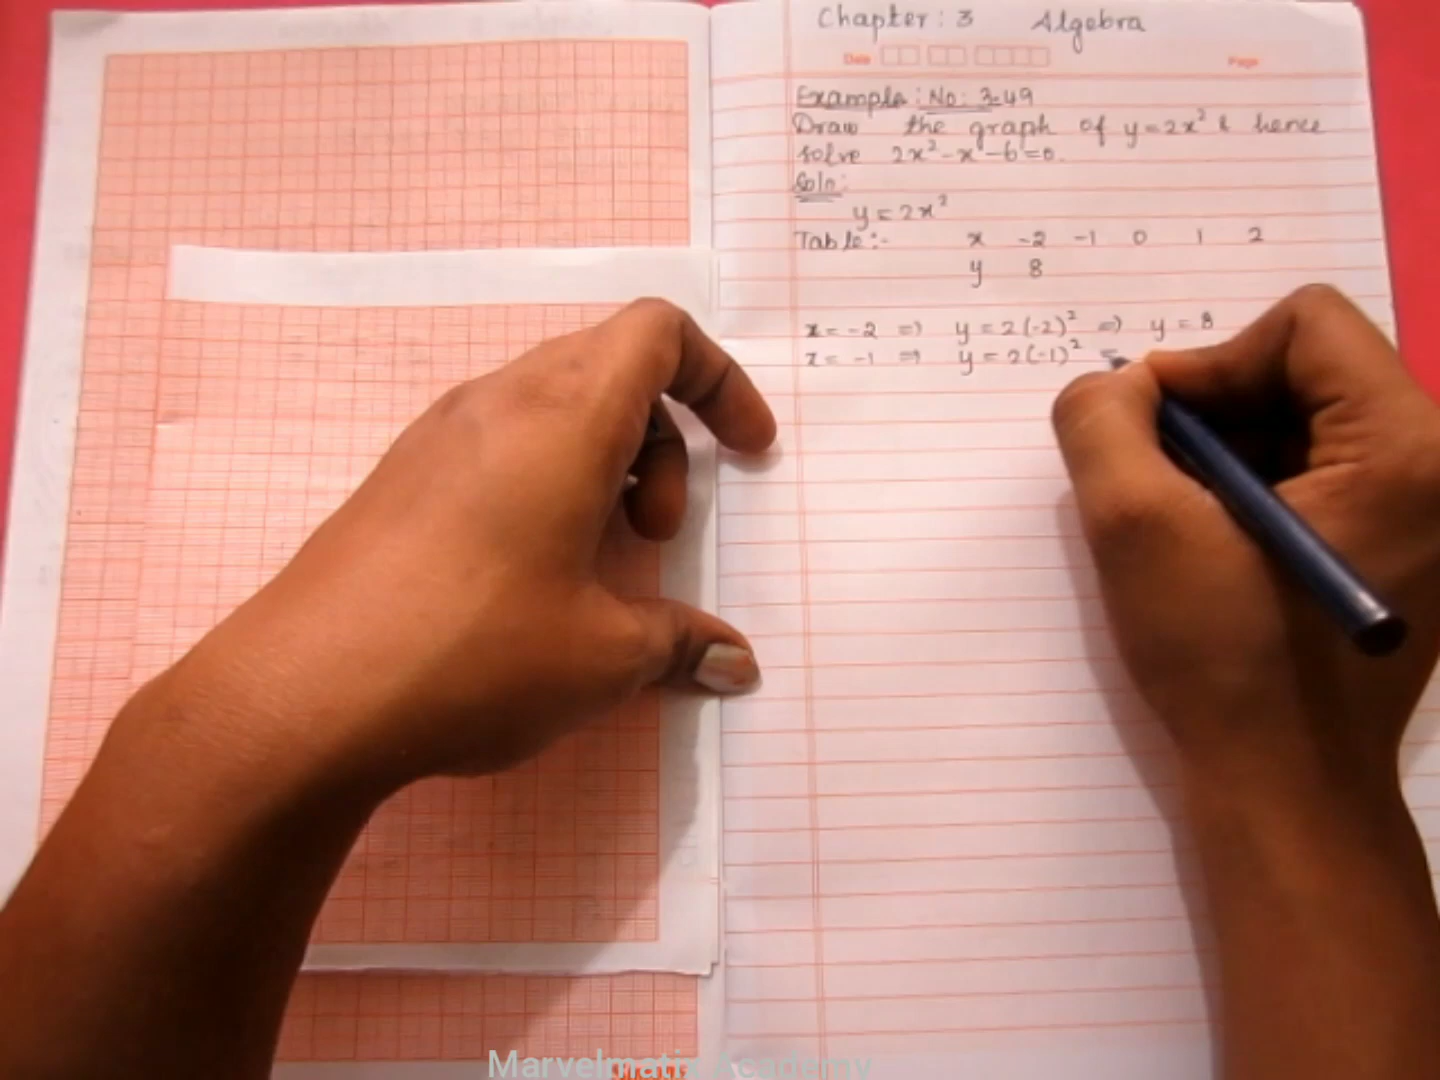 Chapter: 3 Algebra
Date
Page
Example: No: 3.49
Draw the graph of y=2x² & hence
solve 2x²-x-6=0.
Soln:
y=2x²
Table:- x -2 -1 0 1 2
y 8
x=-2 ⇒ y=2(-2)² ⇒ y=8
x=-1 ⇒ y=2(-1)² =
Marvelmatix Academy